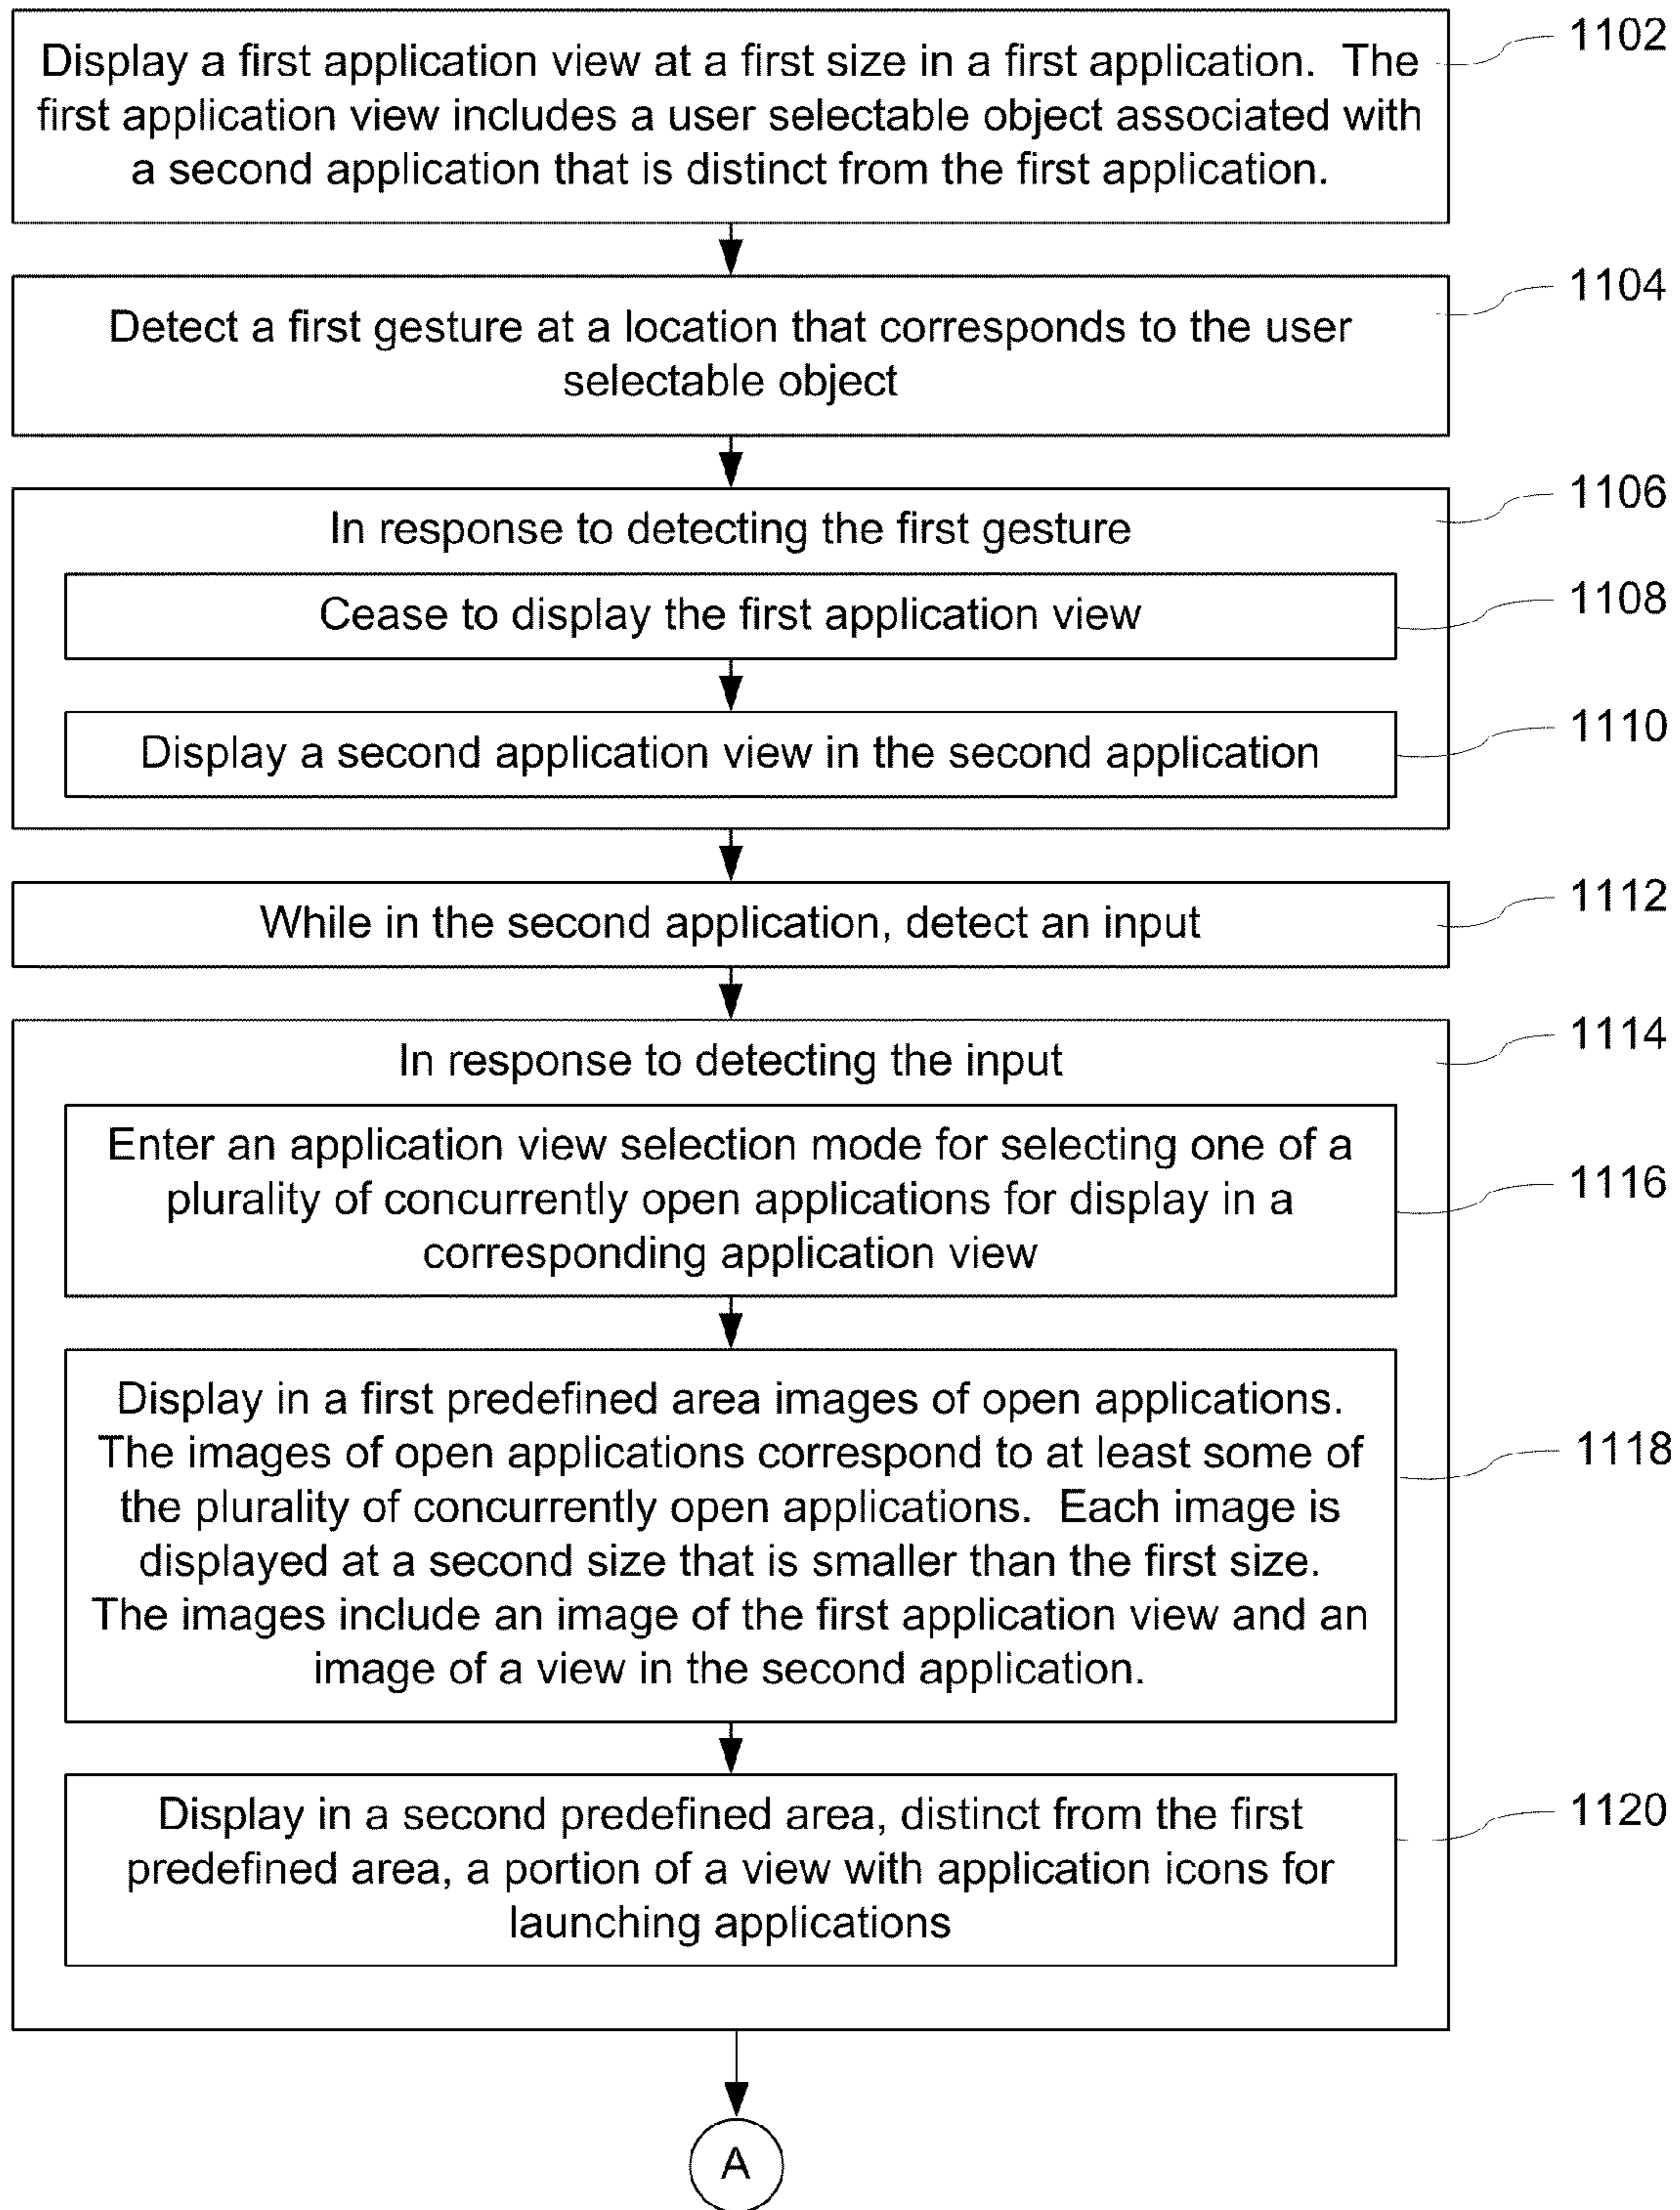 1102
Display a first application view at a first size in a first application. The
first application view includes a user selectable object associated with
a second application that is distinct from the first application.
1104
Detect a first gesture at a location that corresponds to the user
selectable object
1106
In response to detecting the first gesture
1108
Cease to display the first application view
1110
Display a second application view in the second application
1112
While in the second application, detect an input
1114
In response to detecting the input
1116
Enter an application view selection mode for selecting one of a
plurality of concurrently open applications for display in a
corresponding application view
1118
Display in a first predefined area images of open applications.
The images of open applications correspond to at least some of
the plurality of concurrently open applications. Each image is
displayed at a second size that is smaller than the first size.
The images include an image of the first application view and an
image of a view in the second application.
1120
Display in a second predefined area, distinct from the first
predefined area, a portion of a view with application icons for
launching applications
A